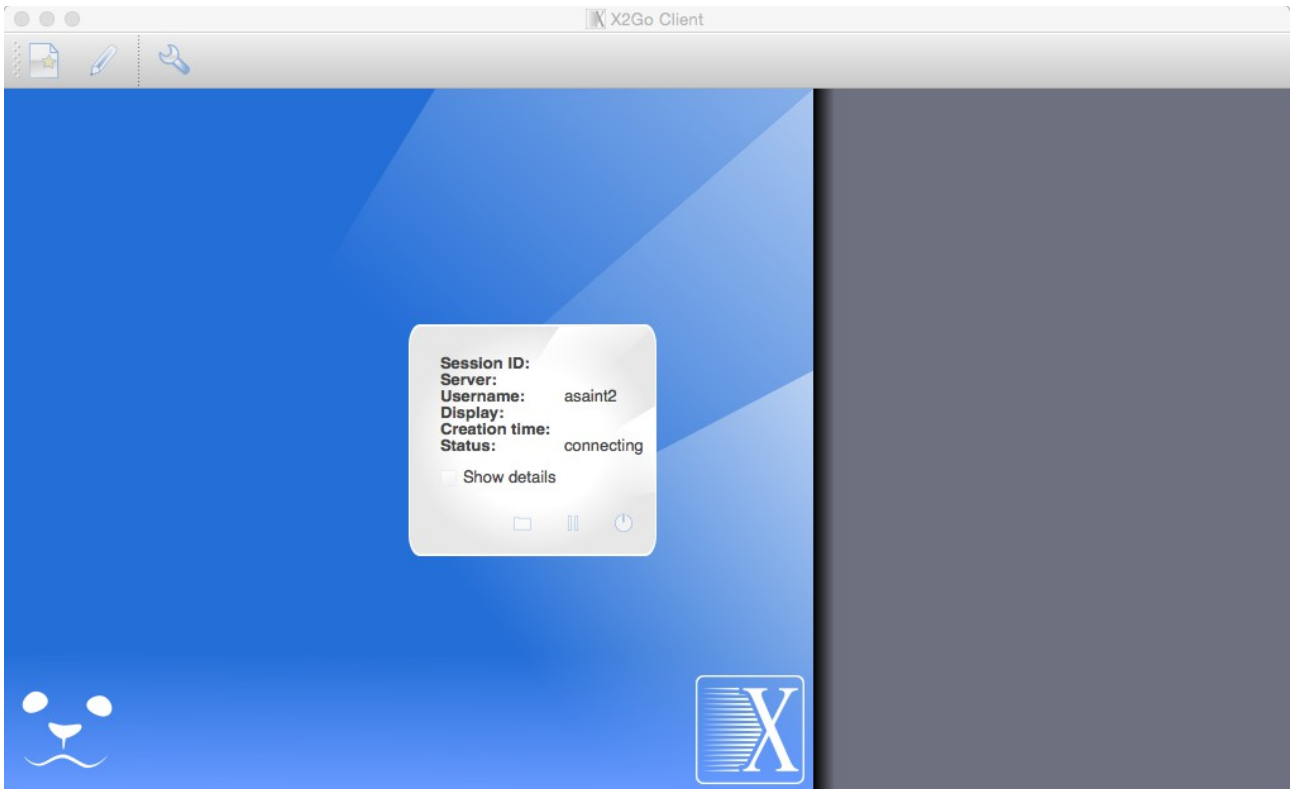 X2Go Client
Session ID:
Server:
Username: asaint2
Display:
Creation time:
Status: connecting
Show details
X